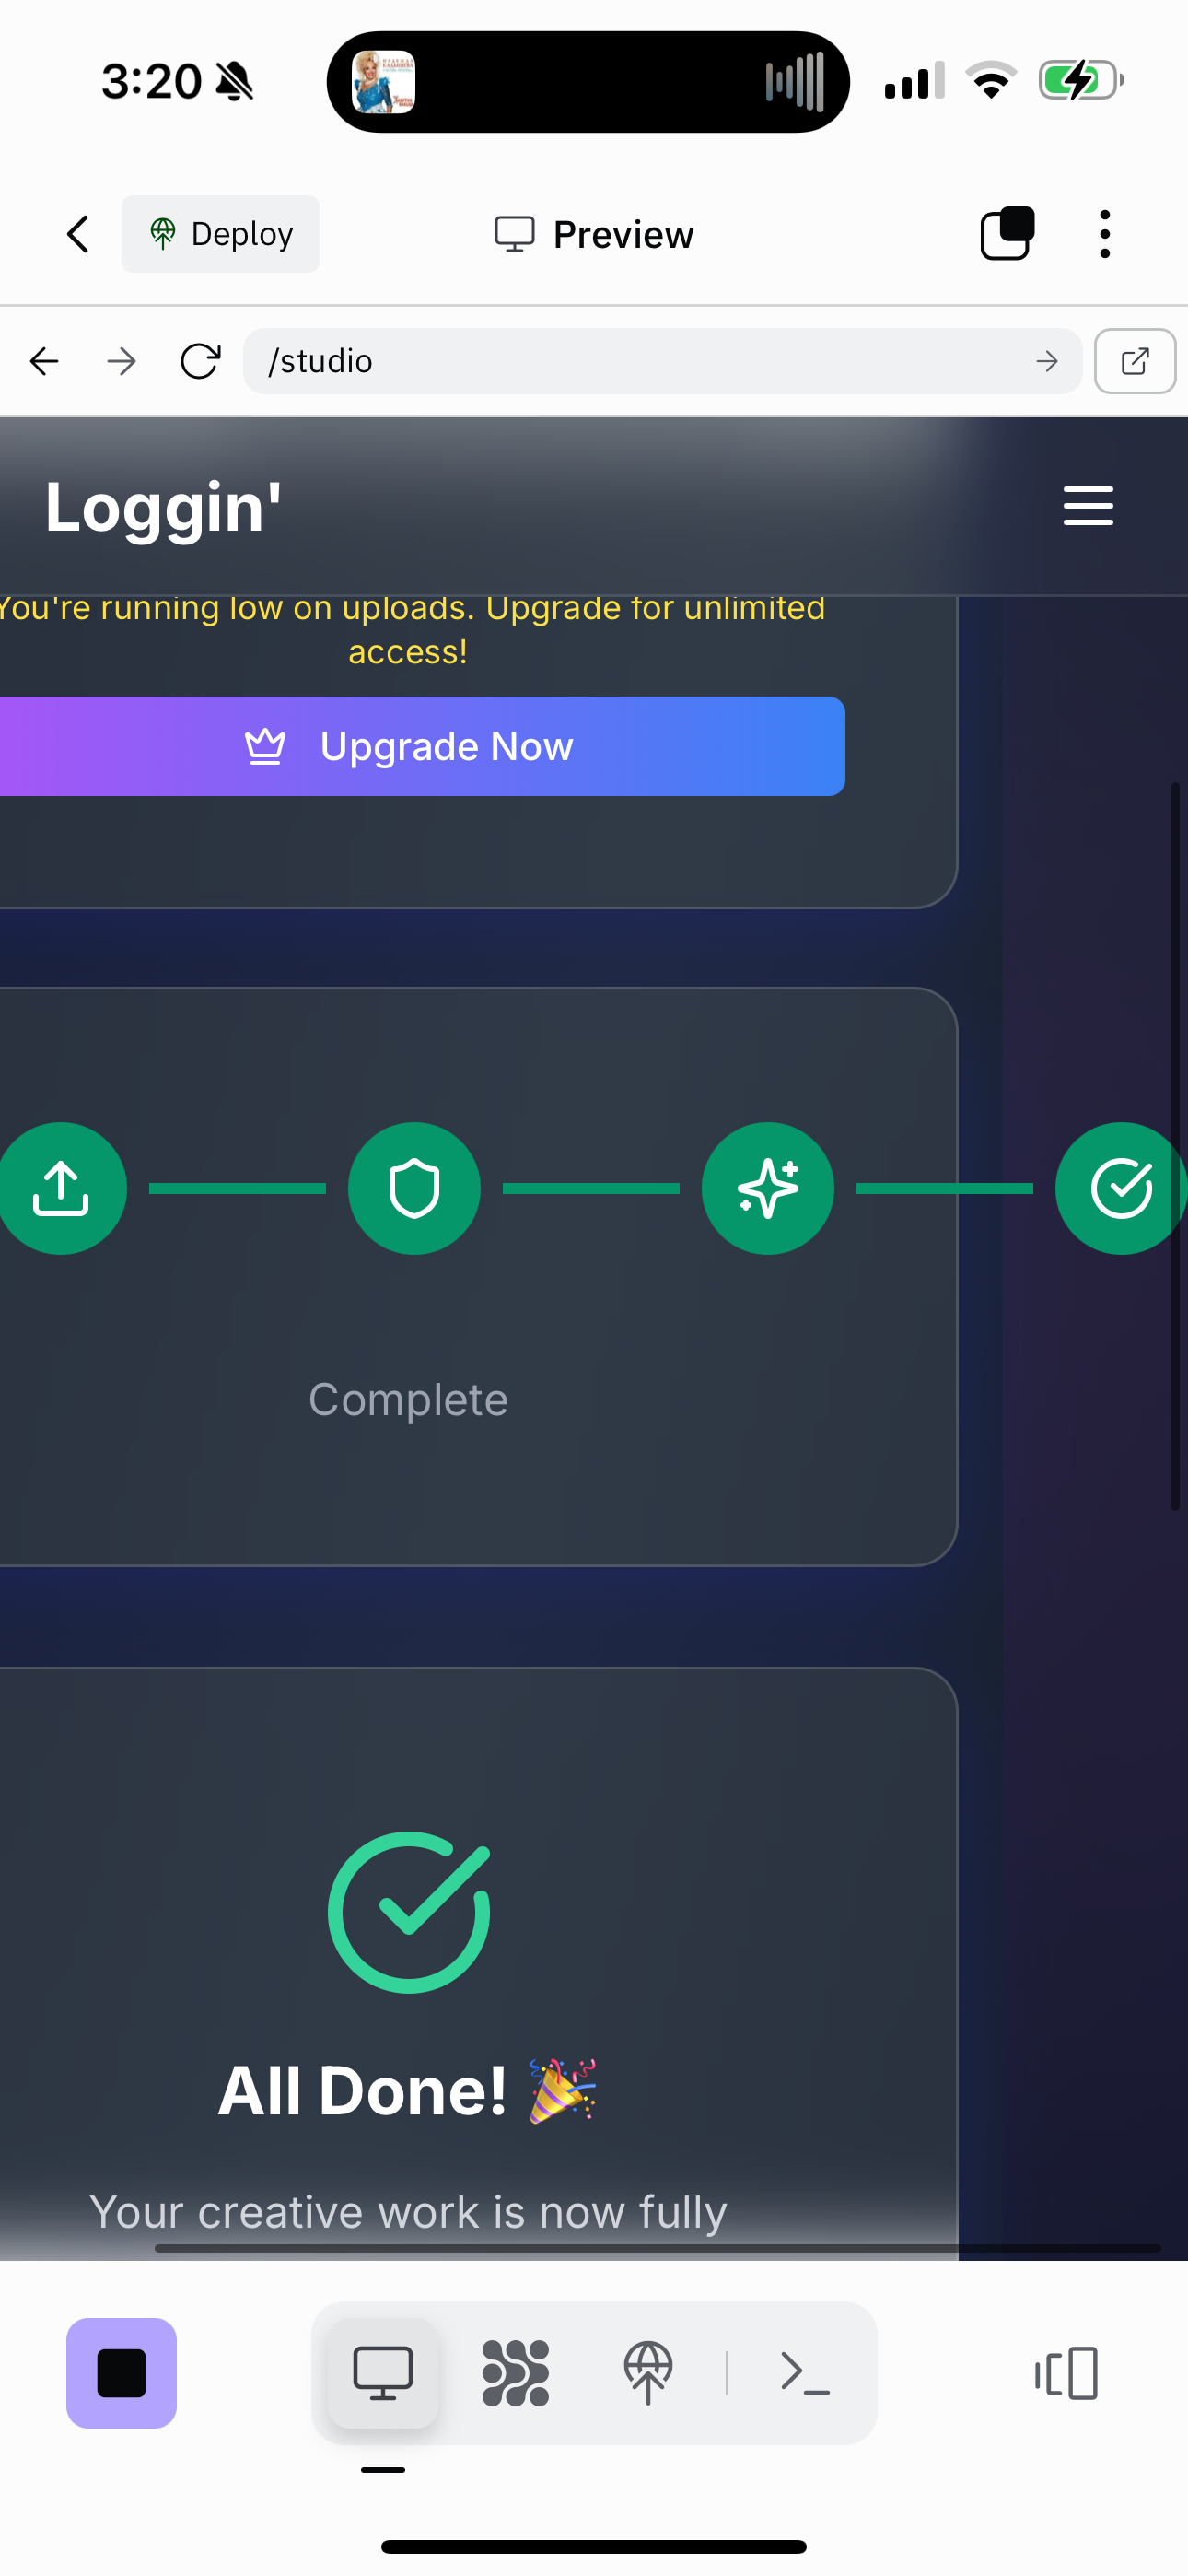 3:20
Deploy
Preview
/studio
Loggin'
You're running low on uploads. Upgrade for unlimited
access!
Upgrade Now
Complete
All Done! 🎉
Your creative work is now fully